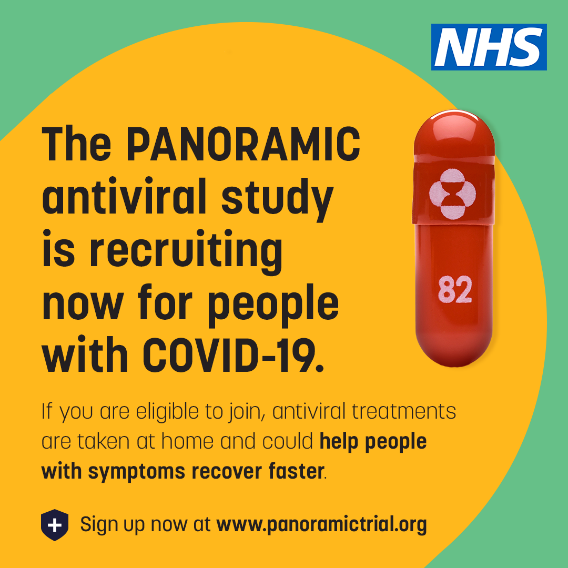 NHS
The PANORAMIC
antiviral study
is recruiting
now for people
with COVID-19.
82
If you are eligible to join, antiviral treatments
are taken at home and could help people
with symptoms recover faster.
Sign up now at www.panoramictrial.org